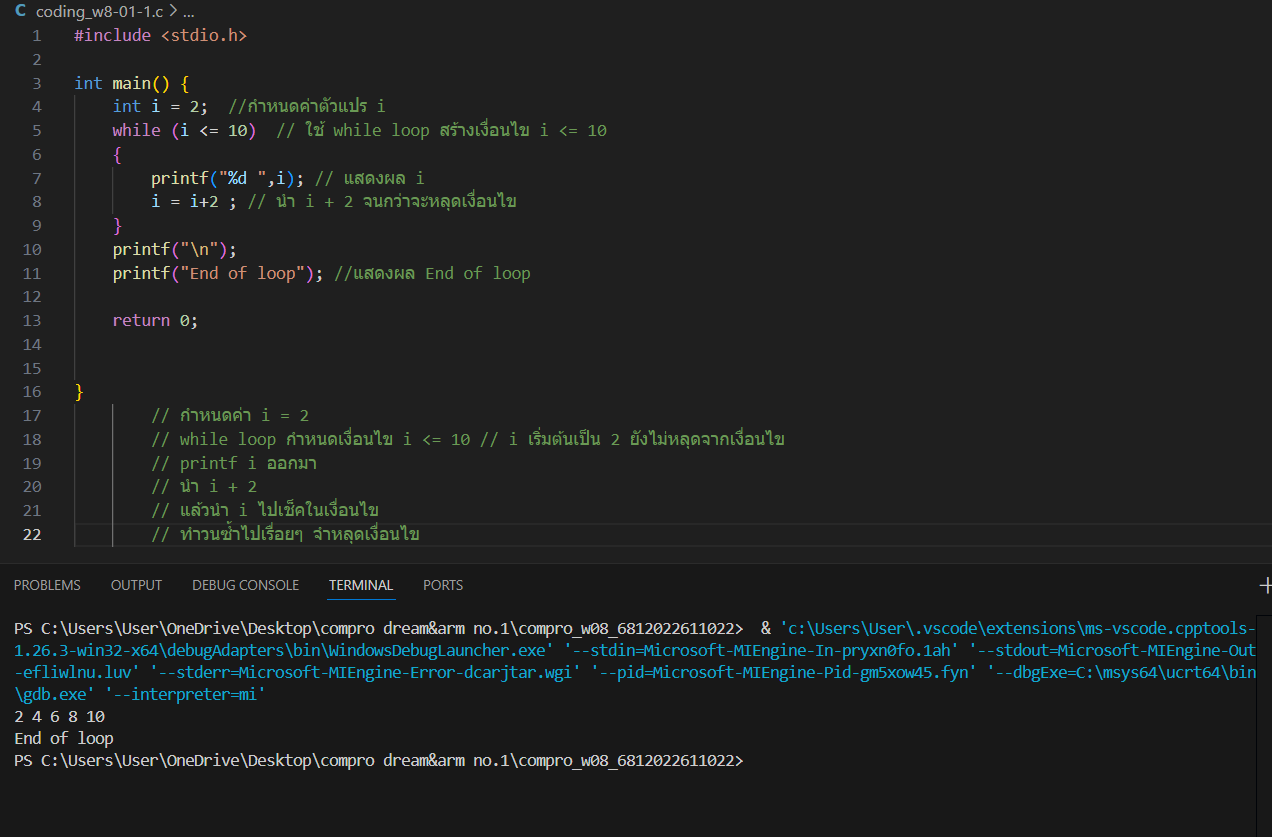 C coding_w8-01-1.c > ...
1 #include <stdio.h>
2
3 int main() {
4 int i = 2;  //กำหนดค่าตัวแปร i
5 while (i <= 10)  // ใช้ while loop สร้างเงื่อนไข i <= 10
6 {
7 printf("%d ",i); // แสดงผล i
8 i = i+2 ; // นำ i + 2 จนกว่าจะหลุดเงื่อนไข
9 }
10 printf("\n");
11 printf("End of loop"); //แสดงผล End of loop
12
13 return 0;
14
15
16 }
17 // กำหนดค่า i = 2
18 // while loop กำหนดเงื่อนไข i <= 10 // i เริ่มต้นเป็น 2 ยังไม่หลุดจากเงื่อนไข
19 // printf i ออกมา
20 // นำ i + 2
21 // แล้วนำ i ไปเช็คในเงื่อนไข
22 // ทำวนซ้ำไปเรื่อยๆ จำหลุดเงื่อนไข
PROBLEMS OUTPUT DEBUG CONSOLE TERMINAL PORTS
PS C:\Users\User\OneDrive\Desktop\compro dream&arm no.1\compro_w08_6812022611022>  & 'c:\Users\User\.vscode\extensions\ms-vscode.cpptools-
1.26.3-win32-x64\debugAdapters\bin\WindowsDebugLauncher.exe' '--stdin=Microsoft-MIEngine-In-pryxn0fo.1ah' '--stdout=Microsoft-MIEngine-Out
-efliwlnu.luv' '--stderr=Microsoft-MIEngine-Error-dcarjtar.wgi' '--pid=Microsoft-MIEngine-Pid-gm5xow45.fyn' '--dbgExe=C:\msys64\ucrt64\bin
\gdb.exe' '--interpreter=mi'
2 4 6 8 10
End of loop
PS C:\Users\User\OneDrive\Desktop\compro dream&arm no.1\compro_w08_6812022611022>